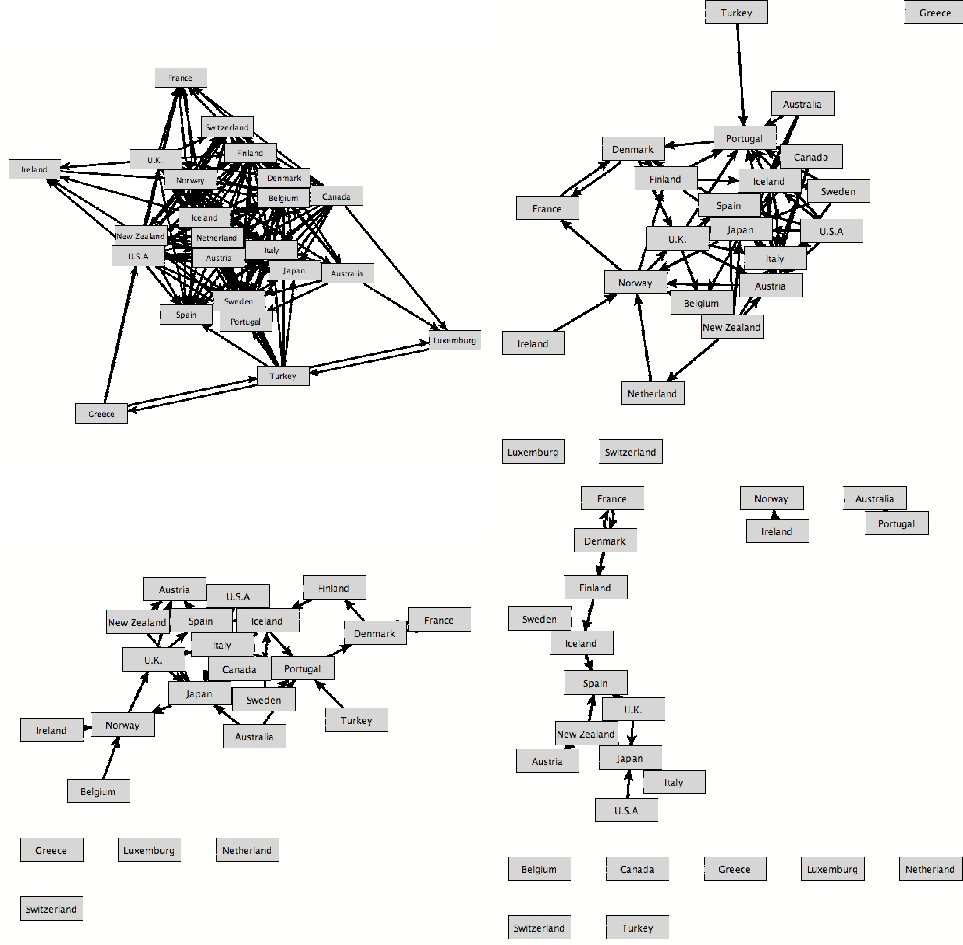 France
Switzerland
U.K.
Finland
Ireland
Norway
Denmark
Belgium
Canada
Iceland
New Zealand
Netherland
U.S.A
Austria
Italy
Japan
Australia
Sweden
Spain
Portugal
Luxemburg
Turkey
Greece
Turkey
Greece
Australia
Portugal
Denmark
Canada
Finland
Iceland
Sweden
France
Spain
U.K.
Japan
U.S.A
Italy
Norway
Austria
Belgium
New Zealand
Ireland
Netherland
Luxemburg
Switzerland
Austria
U.S.A
Finland
New Zealand
Spain
Iceland
France
Denmark
Italy
U.K.
Canada
Portugal
Japan
Sweden
Ireland
Norway
Australia
Turkey
Belgium
Greece
Luxemburg
Netherland
Switzerland
France
Norway
Australia
Denmark
Ireland
Portugal
Finland
Sweden
Iceland
Spain
U.K.
New Zealand
Austria
Japan
Italy
U.S.A
Belgium
Canada
Greece
Luxemburg
Netherland
Switzerland
Turkey